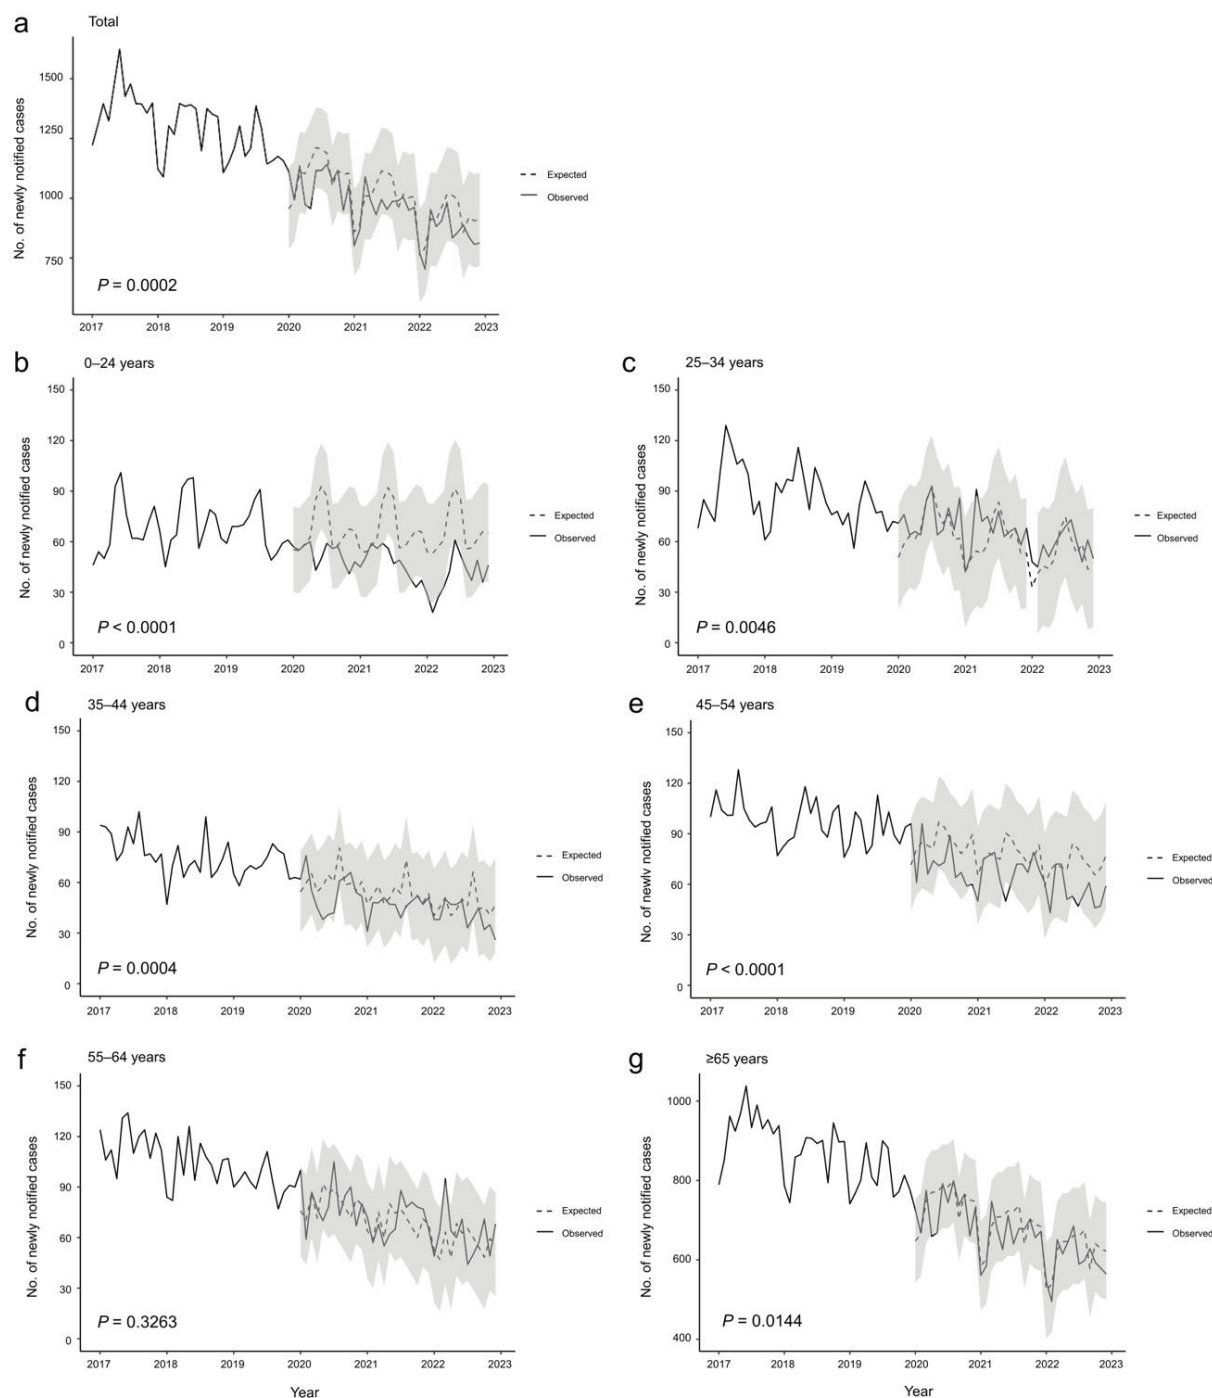 a
Total
1500
1250
1000
750
No. of newly notified cases
Expected
Observed
P = 0.0002
2017 2018 2019 2020 2021 2022 2023
b
0–24 years
150
120
90
60
30
0
No. of newly notified cases
Expected
Observed
P < 0.0001
2017 2018 2019 2020 2021 2022 2023
c
25–34 years
150
120
90
60
30
0
No. of newly notified cases
Expected
Observed
P = 0.0046
2017 2018 2019 2020 2021 2022 2023
d
35–44 years
150
120
90
60
30
0
No. of newly notified cases
Expected
Observed
P = 0.0004
2017 2018 2019 2020 2021 2022 2023
e
45–54 years
150
120
90
60
30
0
No. of newly notified cases
Expected
Observed
P < 0.0001
2017 2018 2019 2020 2021 2022 2023
f
55–64 years
150
120
90
60
30
0
No. of newly notified cases
Expected
Observed
P = 0.3263
2017 2018 2019 2020 2021 2022 2023
Year
g
≥65 years
1000
800
600
400
No. of newly notified cases
Expected
Observed
P = 0.0144
2017 2018 2019 2020 2021 2022 2023
Year